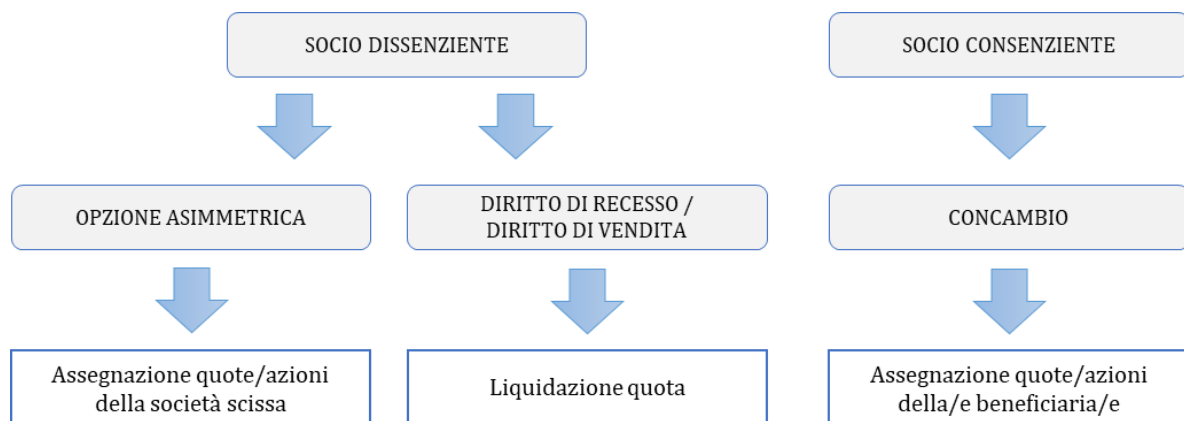 SOCIO DISSENZIENTE
SOCIO CONSENZIENTE
OPZIONE ASIMMETRICA
DIRITTO DI RECESSO /
DIRITTO DI VENDITA
CONCAMBIO
Assegnazione quote/azioni
della società scissa
Liquidazione quota
Assegnazione quote/azioni
della/e beneficiaria/e